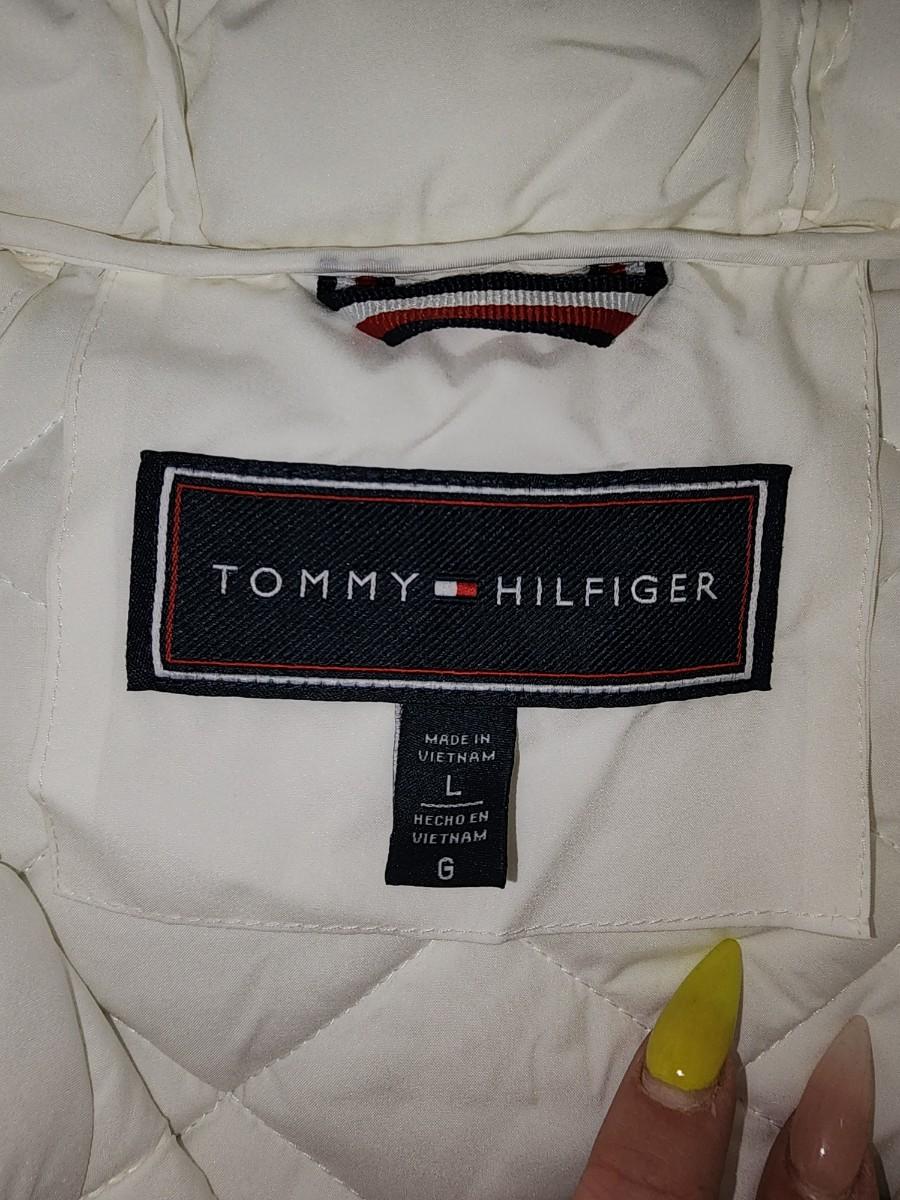 TOMMY HILFIGER
MADE IN
VIETNAM
L
HECHO EN
VIETNAM
G